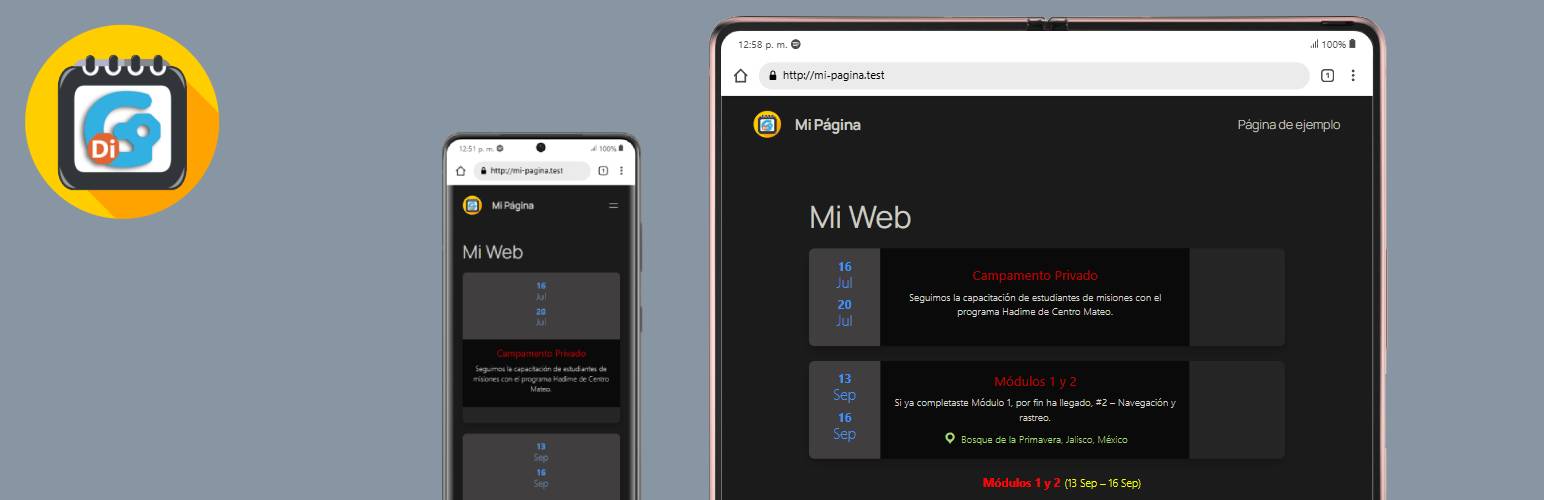 Di
12:51 p. m.
100%
http://mi-pagina.test
1
Mi Página
Mi Web
16
Jul
20
Jul
Campamento Privado
Seguimos la capacitación de estudiantes de
misiones con el programa Hadime de Centro
Mateo.
13
Sep
16
Sep
12:58 p. m.
100%
http://mi-pagina.test
1
Mi Página
Página de ejemplo
Mi Web
16
Jul
20
Jul
Campamento Privado
Seguimos la capacitación de estudiantes de misiones con el
programa Hadime de Centro Mateo.
13
Sep
16
Sep
Módulos 1 y 2
Si ya completaste Módulo 1, por fin ha llegado, #2 – Navegación y
rastreo.
Bosque de la Primavera, Jalisco, México
Módulos 1 y 2 (13 Sep – 16 Sep)